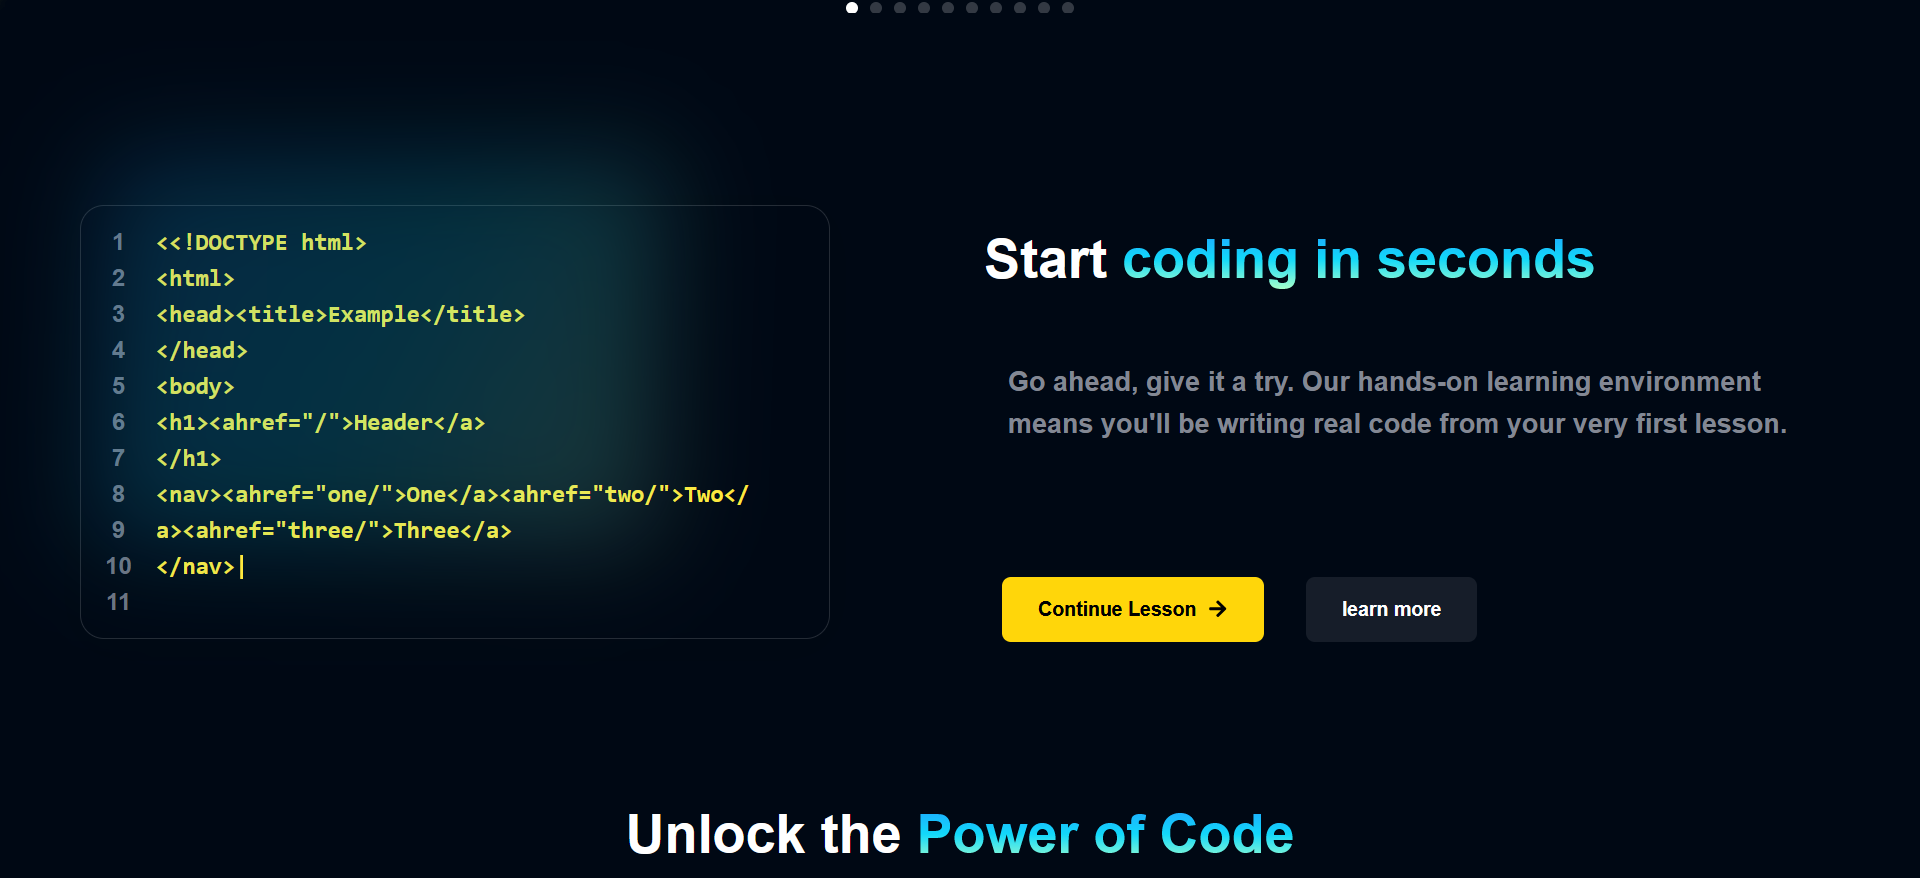 1 <<!DOCTYPE html>
2 <html>
3 <head><title>Example</title>
4 </head>
5 <body>
6 <h1><ahref="/">Header</a>
7 </h1>
8 <nav><ahref="one/">One</a><ahref="two/">Two</
9 a><ahref="three/">Three</a>
10 </nav>|
11
Start coding in seconds
Go ahead, give it a try. Our hands-on learning environment
means you'll be writing real code from your very first lesson.
Continue Lesson →
learn more
Unlock the Power of Code